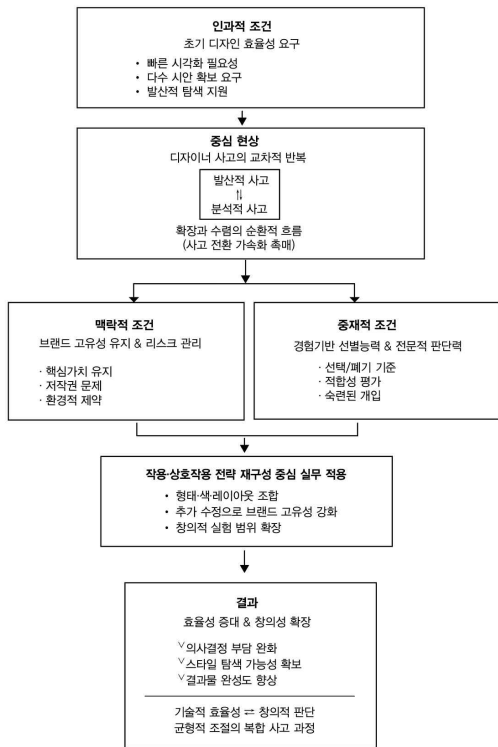 인과적 조건
초기 디자인 효율성 요구
• 빠른 시각화 필요성
• 다수 시안 확보 요구
• 발산적 탐색 지원
중심 현상
디자이너 사고의 교차적 반복
발산적 사고
⇅
분석적 사고
확장과 수렴의 순환적 흐름
(사고 전환 가속화 촉매)
맥락적 조건
브랜드 고유성 유지 & 리스크 관리
· 핵심가치 유지
· 저작권 문제
· 환경적 제약
중재적 조건
경험기반 선별능력 & 전문적 판단력
· 선택/폐기 기준
· 적합성 평가
· 숙련된 개입
작용·상호작용 전략 재구성 중심 실무 적용
• 형태·색·레이아웃 조합
• 추가 수정으로 브랜드 고유성 강화
• 창의적 실험 범위 확장
결과
효율성 증대 & 창의성 확장
∨의사결정 부담 완화
∨스타일 탐색 가능성 확보
∨결과물 완성도 향상
기술적 효율성 ⇌ 창의적 판단
균형적 조절의 복합 사고 과정